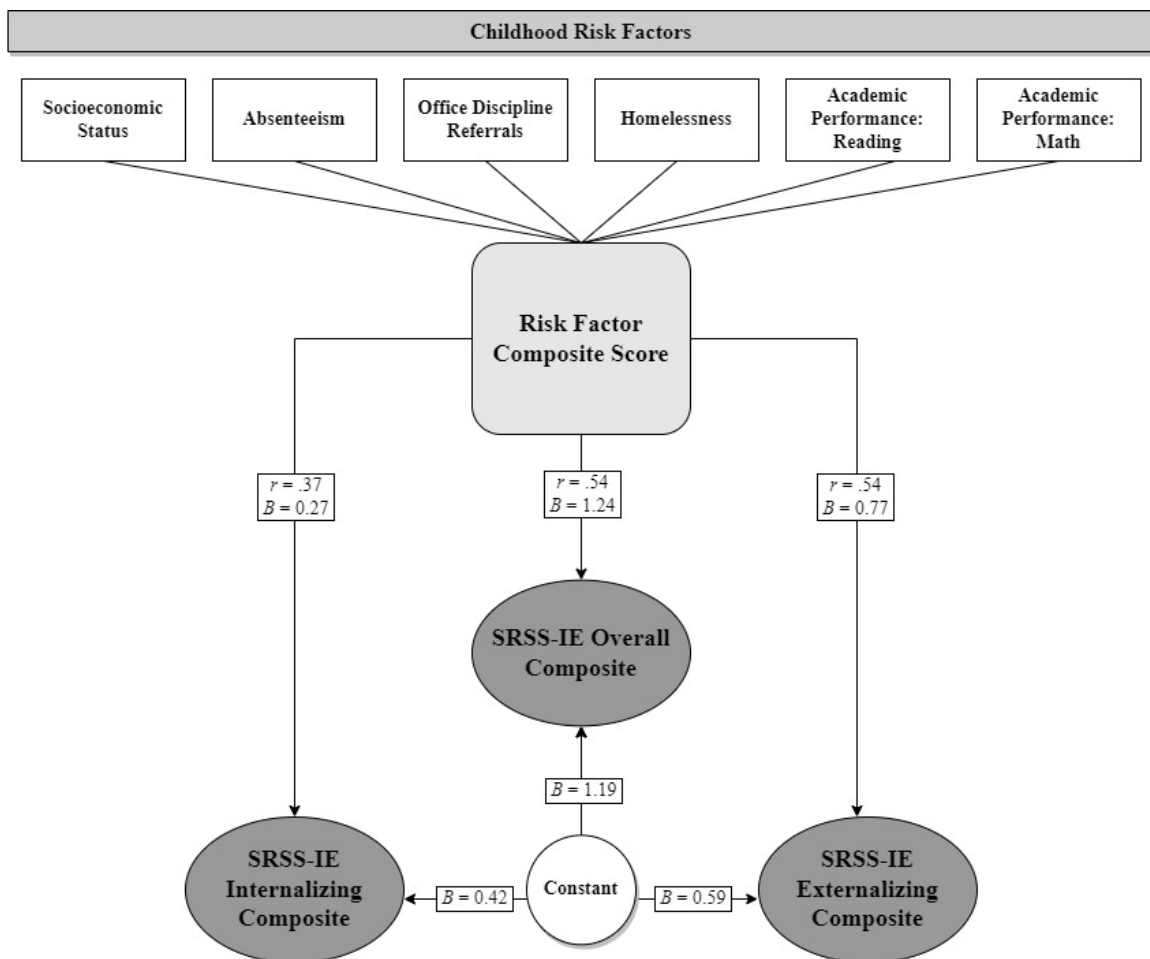 Childhood Risk Factors
Socioeconomic
Status
Absenteeism
Office Discipline
Referrals
Homelessness
Academic
Performance:
Reading
Academic
Performance:
Math
Risk Factor
Composite Score
r = .37
B = 0.27
r = .54
B = 1.24
r = .54
B = 0.77
SRSS-IE Overall
Composite
B = 1.19
SRSS-IE
Internalizing
Composite
B = 0.42
Constant
B = 0.59
SRSS-IE
Externalizing
Composite